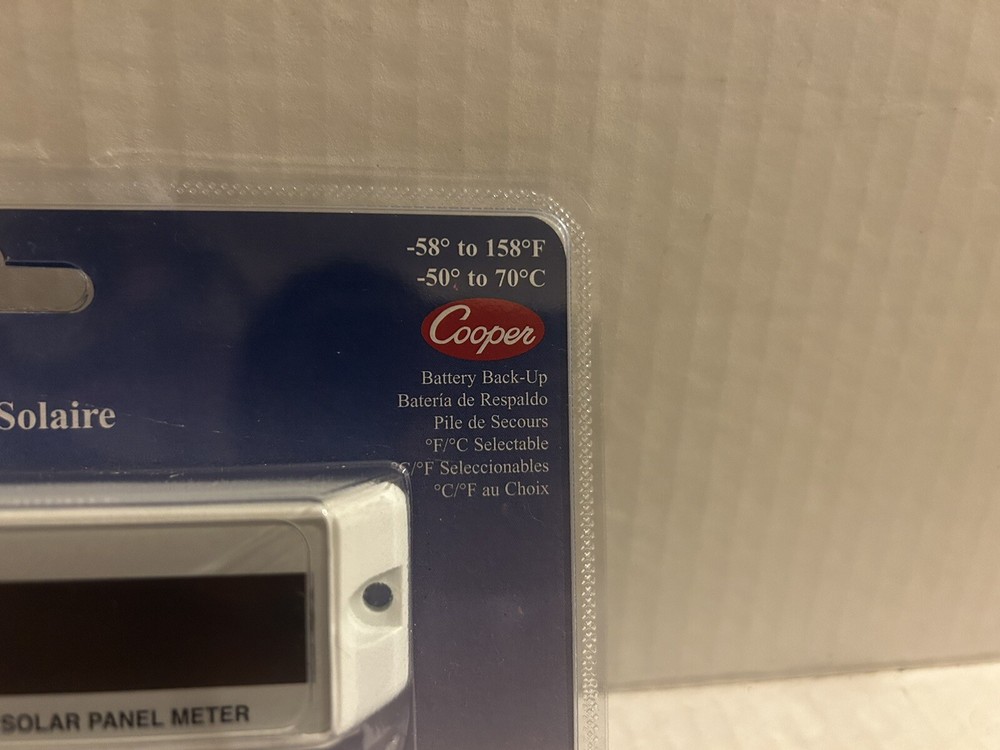 -58° to 158°F
-50° to 70°C
Cooper
Battery Back-Up
Batería de Respaldo
Pile de Secours
°F/°C Selectable
°C/°F Seleccionables
°C/°F au Choix
Solaire
SOLAR PANEL METER